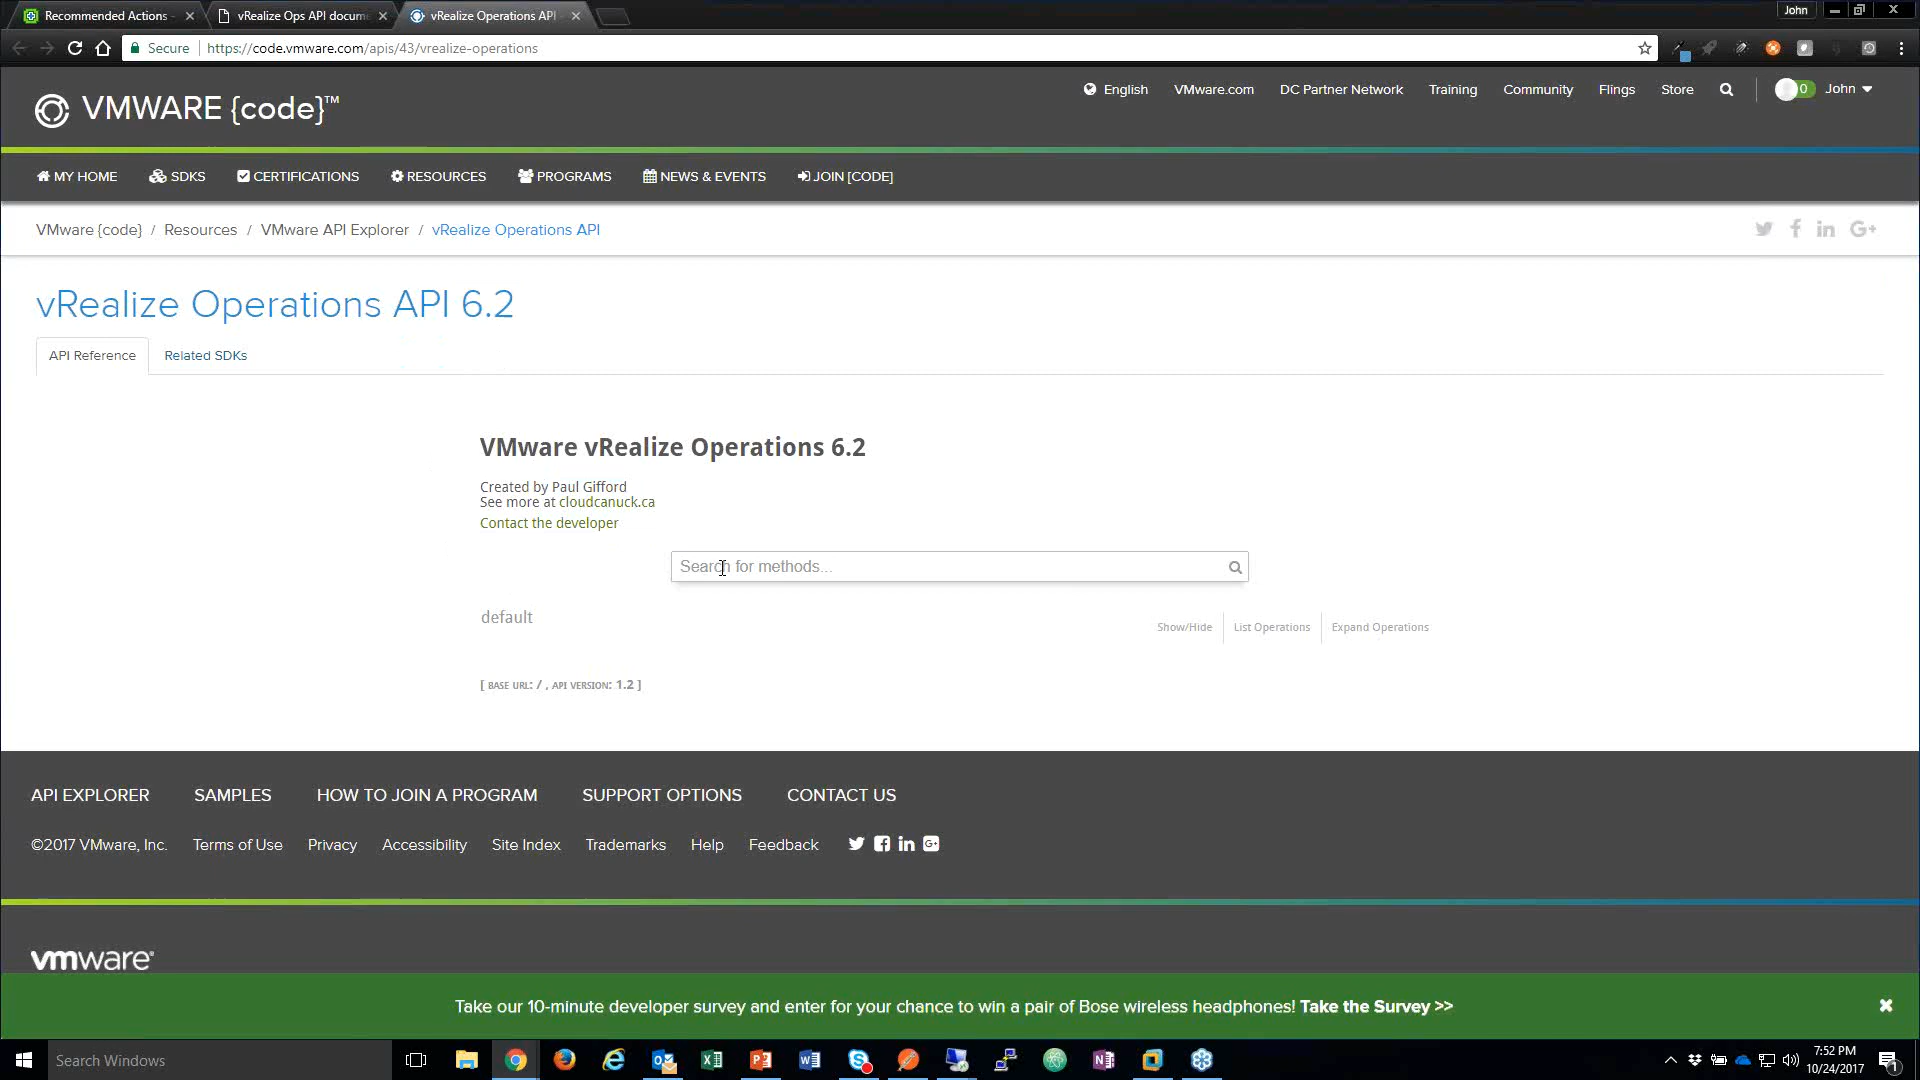 Recommended Actions
vRealize Ops API docum
vRealize Operations API
John
Secure
https://code.vmware.com/apis/43/vrealize-operations
VMWARE {code}™
English
VMware.com
DC Partner Network
Training
Community
Flings
Store
0
John
MY HOME
SDKS
CERTIFICATIONS
RESOURCES
PROGRAMS
NEWS & EVENTS
JOIN [CODE]
VMware {code} / Resources / VMware API Explorer / vRealize Operations API
vRealize Operations API 6.2
API Reference
Related SDKs
VMware vRealize Operations 6.2
Created by Paul Gifford
See more at cloudcanuck.ca
Contact the developer
Search for methods...
default
Show/Hide
List Operations
Expand Operations
[ BASE URL: / , API VERSION: 1.2 ]
API EXPLORER
SAMPLES
HOW TO JOIN A PROGRAM
SUPPORT OPTIONS
CONTACT US
©2017 VMware, Inc.
Terms of Use
Privacy
Accessibility
Site Index
Trademarks
Help
Feedback
vmware®
Take our 10-minute developer survey and enter for your chance to win a pair of Bose wireless headphones! Take the Survey >>
Search Windows
7:52 PM
10/24/2017
1